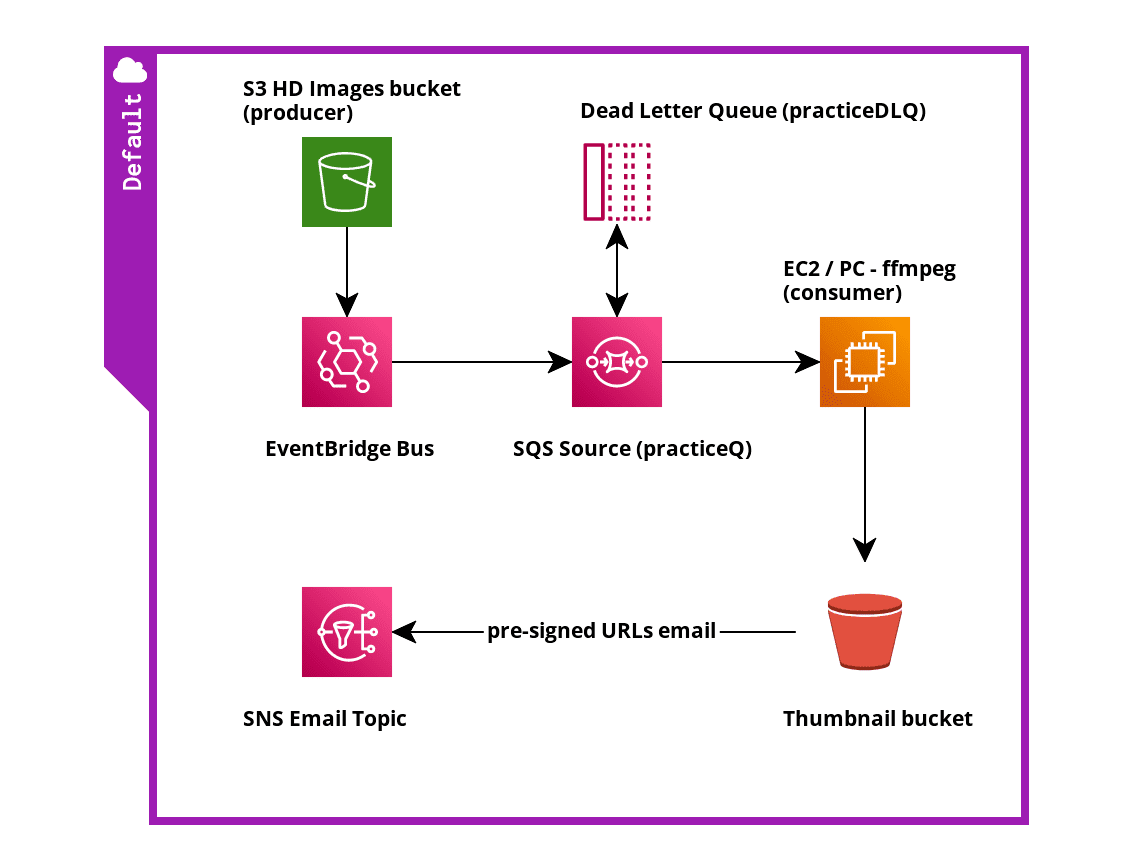 Default
S3 HD Images bucket
(producer)
Dead Letter Queue (practiceDLQ)
EC2 / PC - ffmpeg
(consumer)
EventBridge Bus
SQS Source (practiceQ)
pre-signed URLs email
SNS Email Topic
Thumbnail bucket